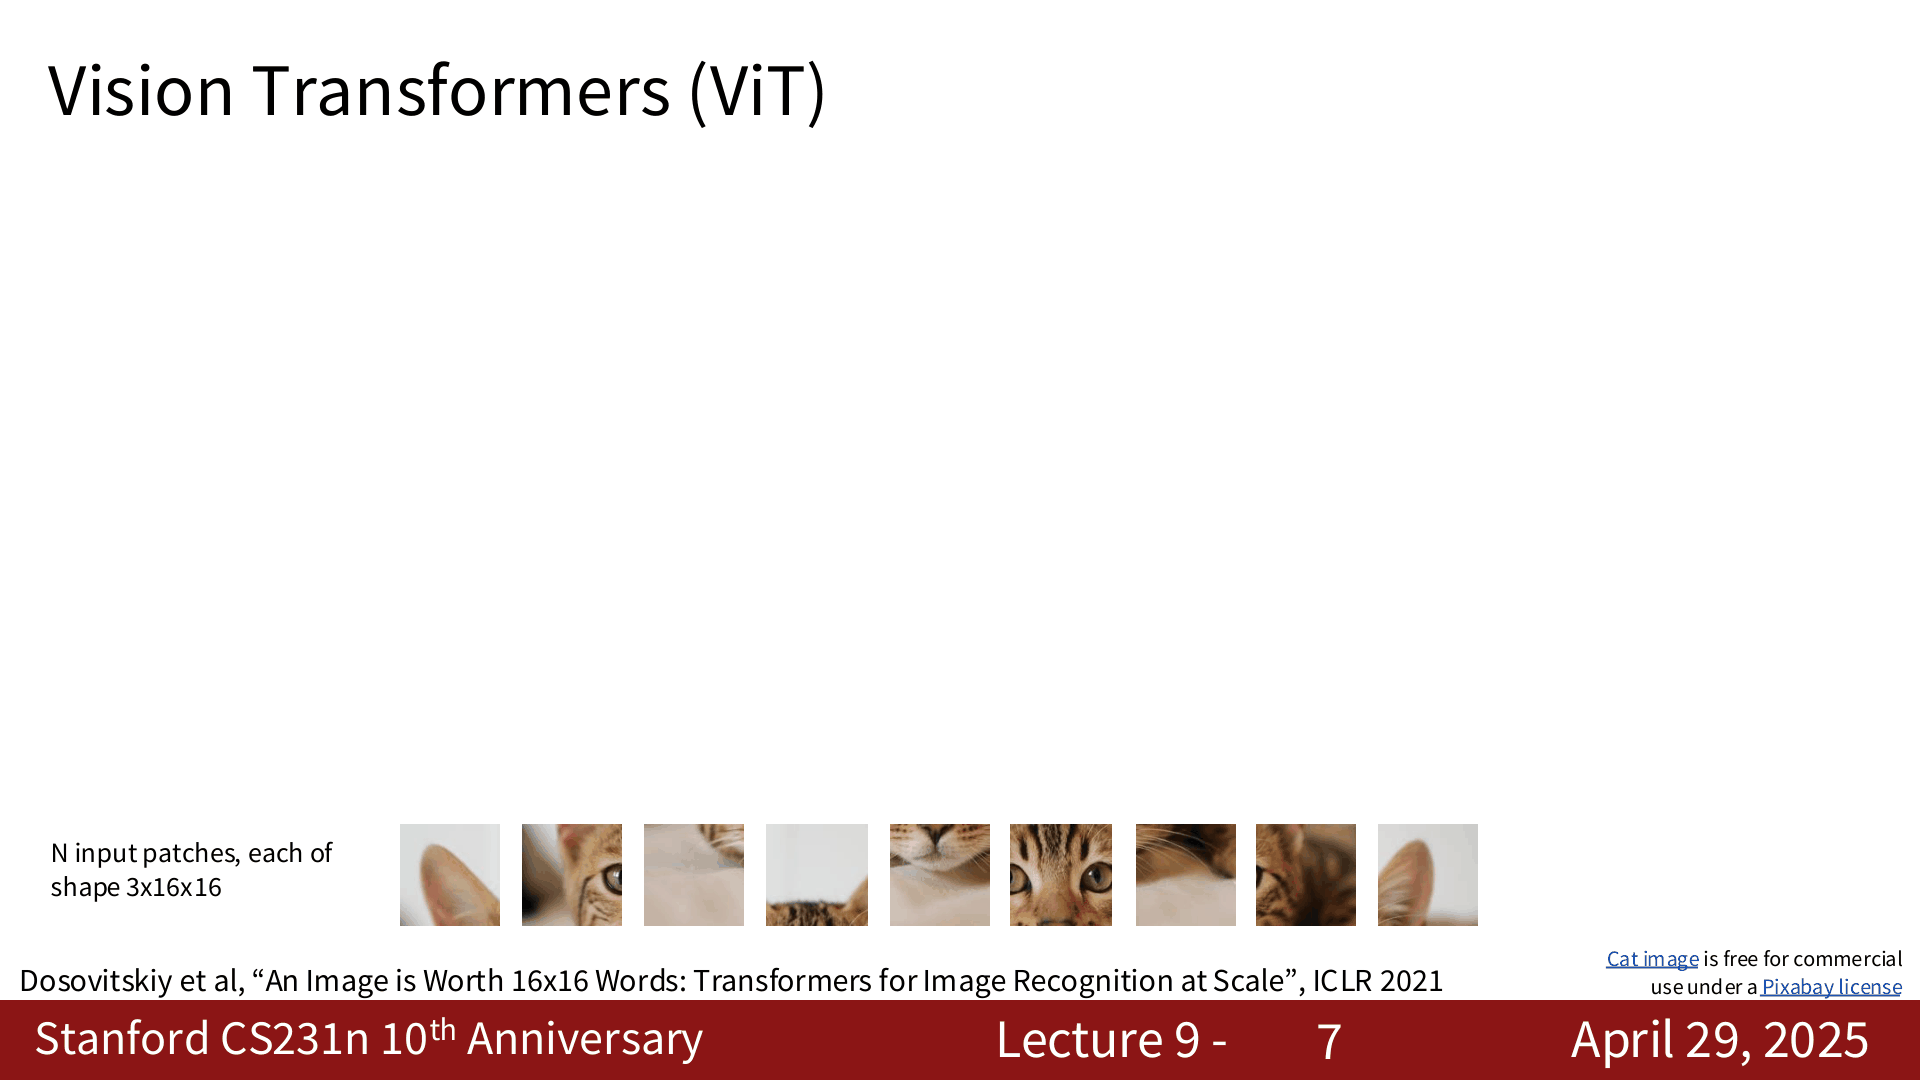 Vision Transformers (ViT)
N input patches, each of
shape 3x16x16
Dosovitskiy et al, “An Image is Worth 16x16 Words: Transformers for Image Recognition at Scale”, ICLR 2021
Cat image is free for commercial
use under a Pixabay license
Stanford CS231n 10th Anniversary
Lecture 9 - 7
April 29, 2025